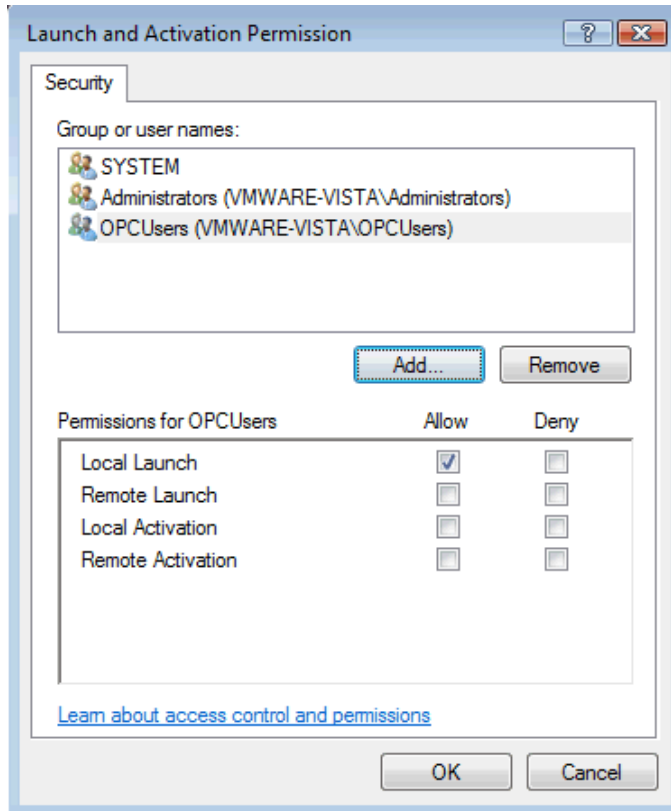 Launch and Activation Permission
Security
Group or user names:
SYSTEM
Administrators (VMWARE-VISTA\Administrators)
OPCUsers (VMWARE-VISTA\OPCUsers)
Add... Remove
Permissions for OPCUsers Allow Deny
Local Launch
Remote Launch
Local Activation
Remote Activation
Learn about access control and permissions
OK Cancel